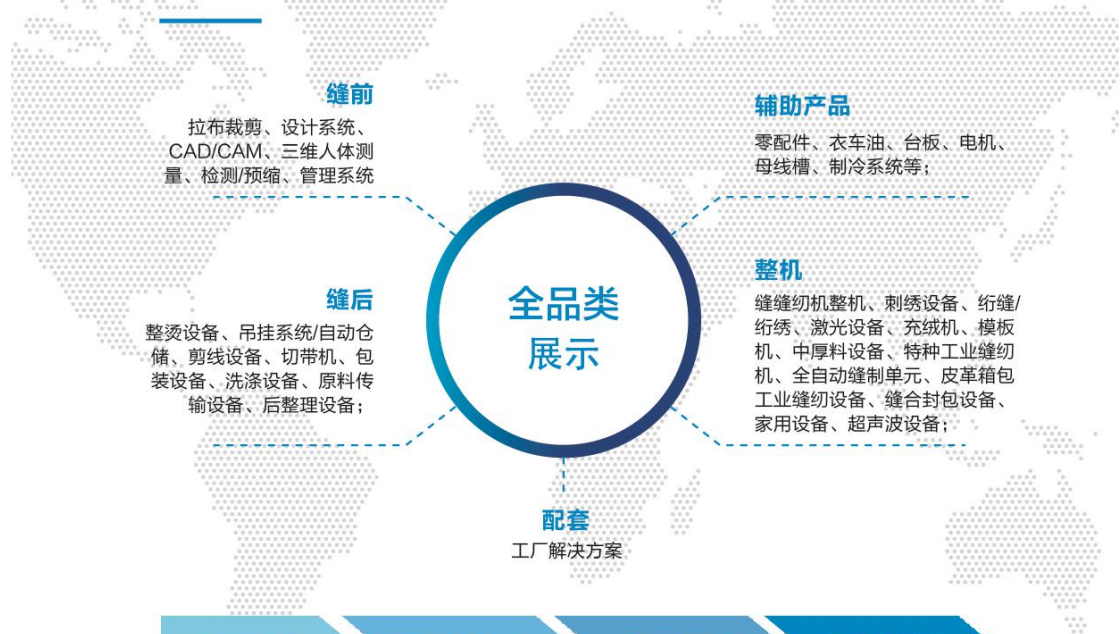 缝前
拉布裁剪、设计系统、
CAD/CAM、三维人体测
量、检测/预缩、管理系统
辅助产品
零配件、衣车油、台板、电机、
母线槽、制冷系统等；
全品类
展示
缝后
整烫设备、吊挂系统/自动仓
储、剪线设备、切带机、包
装设备、洗涤设备、原料传
输设备、后整理设备；
整机
缝缝纫机整机、刺绣设备、绗缝/
绗绣、激光设备、充绒机、模板
机、中厚料设备、特种工业缝纫
机、全自动缝制单元、皮革箱包
工业缝纫设备、缝合封包设备、
家用设备、超声波设备；
配套
工厂解决方案